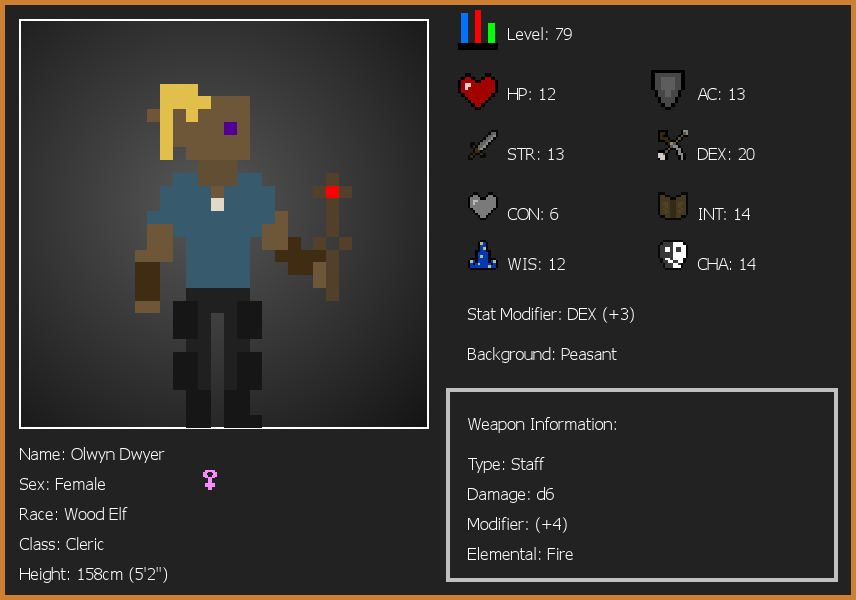 Level: 79
HP: 12
AC: 13
STR: 13
DEX: 20
CON: 6
INT: 14
WIS: 12
CHA: 14
Stat Modifier: DEX (+3)
Background: Peasant
Weapon Information:
Type: Staff
Damage: d6
Modifier: (+4)
Elemental: Fire
Name: Olwyn Dwyer
Sex: Female
Race: Wood Elf
Class: Cleric
Height: 158cm (5'2")